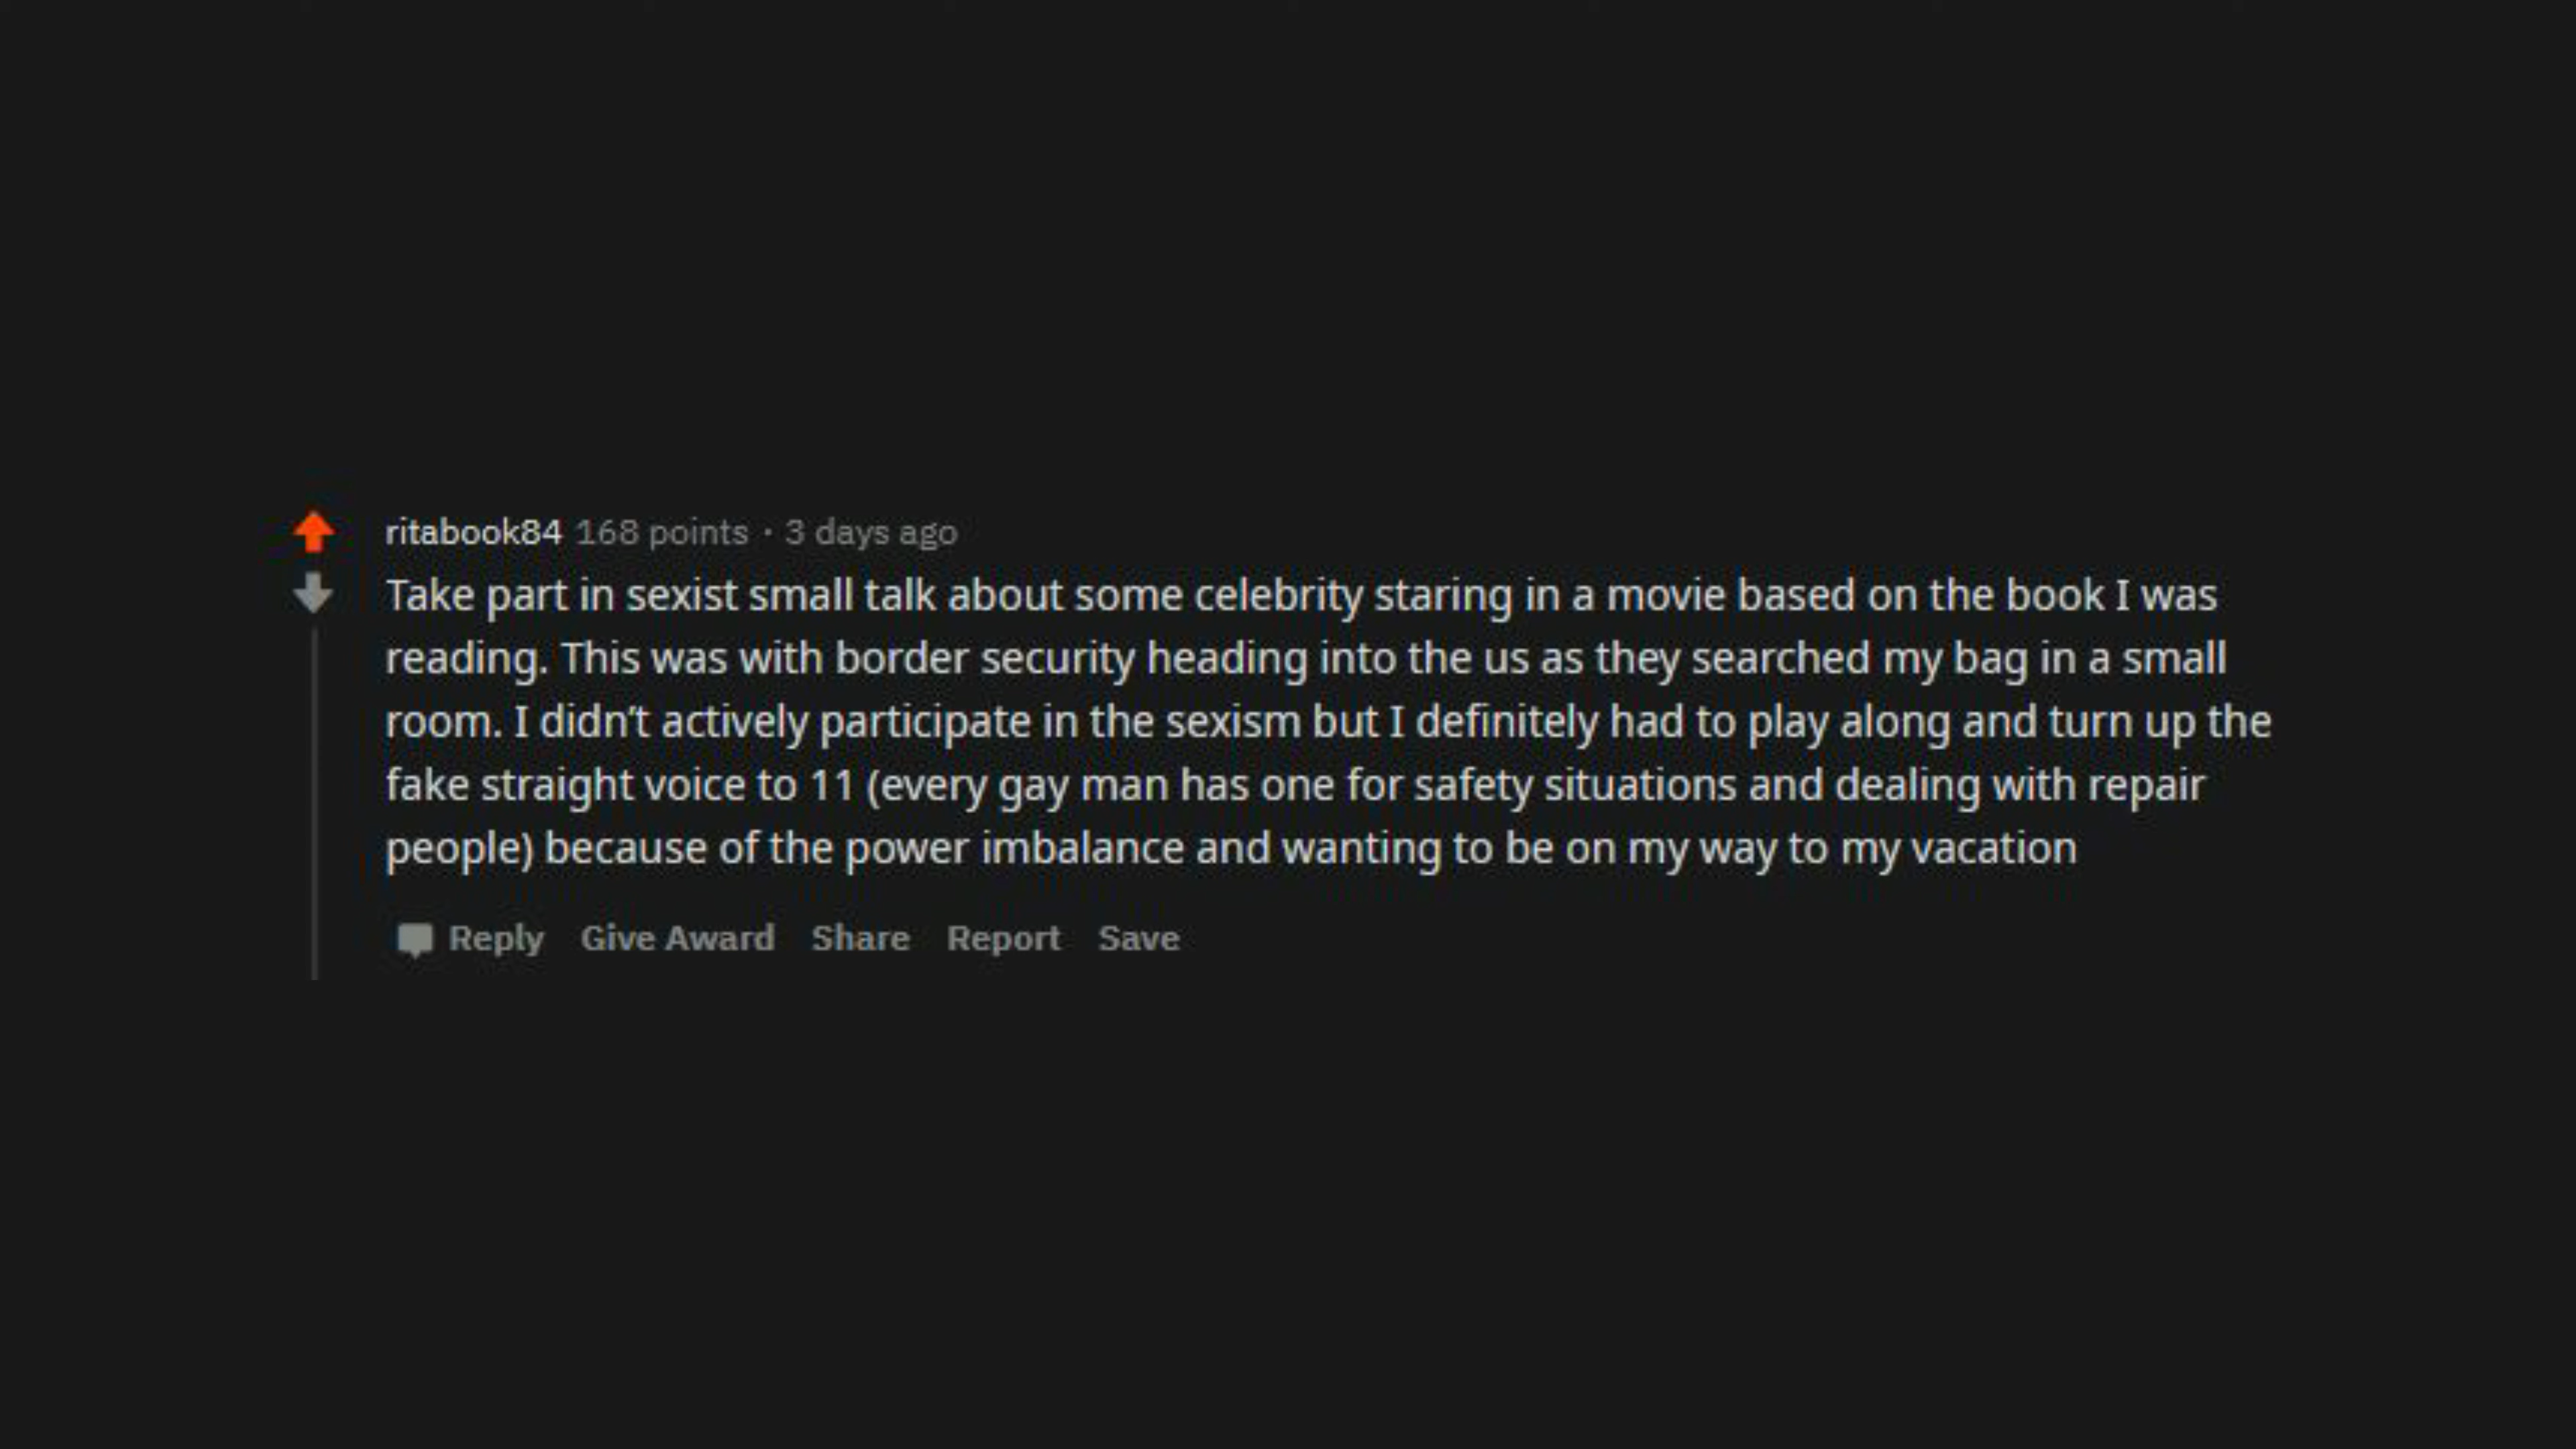 ritabook84 168 points · 3 days ago
Take part in sexist small talk about some celebrity staring in a movie based on the book I was
reading. This was with border security heading into the us as they searched my bag in a small
room. I didn’t actively participate in the sexism but I definitely had to play along and turn up the
fake straight voice to 11 (every gay man has one for safety situations and dealing with repair
people) because of the power imbalance and wanting to be on my way to my vacation
Reply Give Award Share Report Save